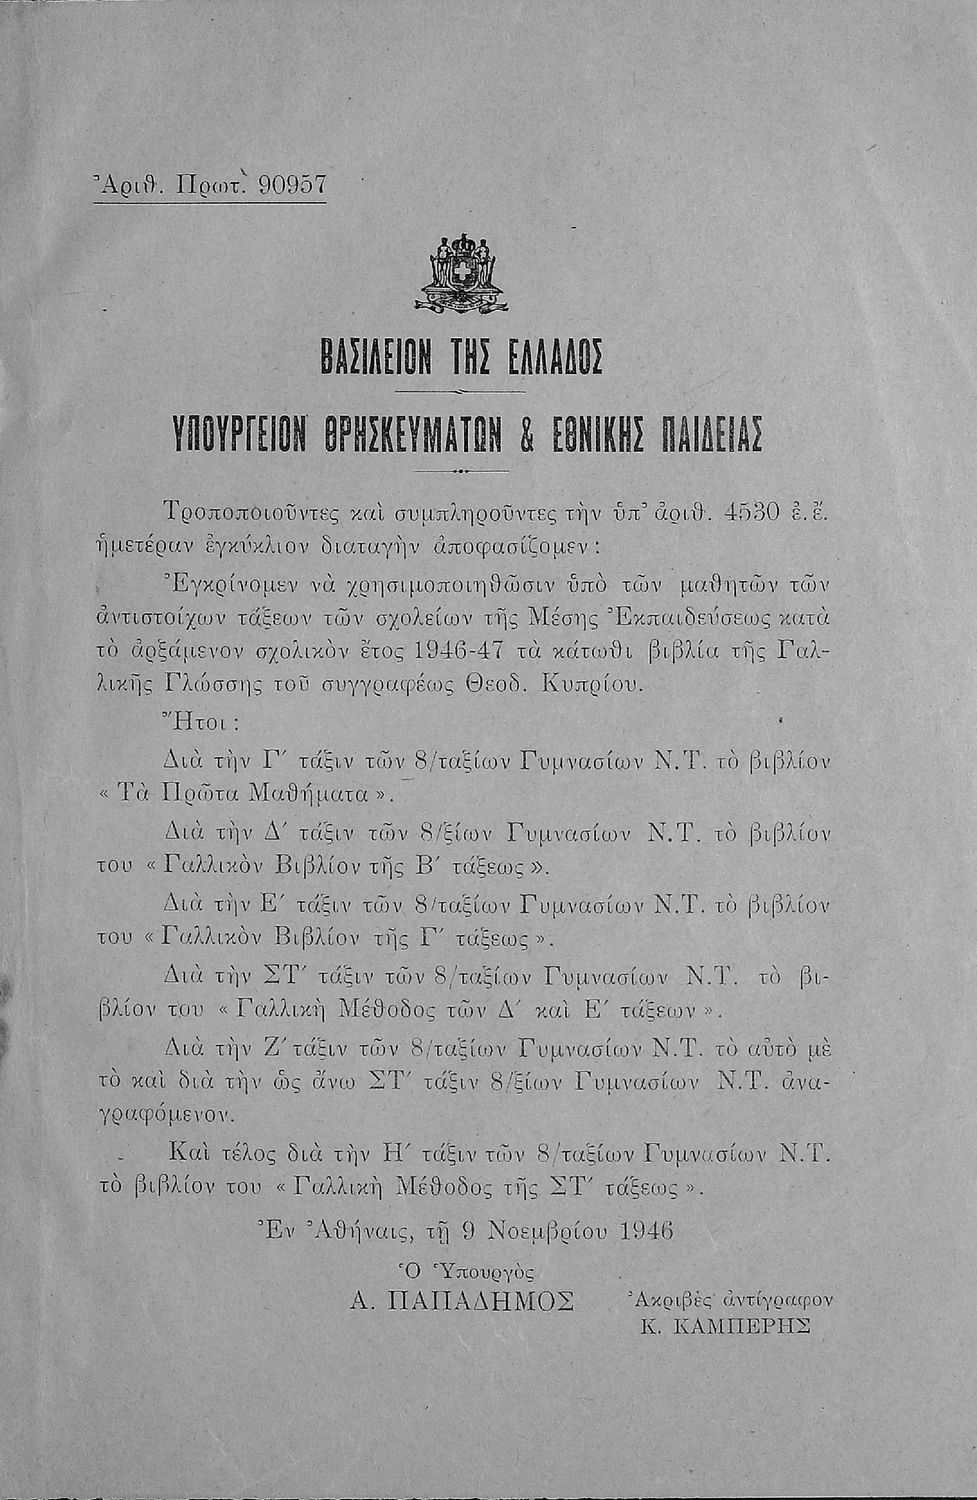 Ἀριθ. Πρωτ. 90957
ΒΑΣΙΛΕΙΟΝ ΤΗΣ ΕΛΛΑΔΟΣ
ΥΠΟΥΡΓΕΙΟΝ ΘΡΗΣΚΕΥΜΑΤΩΝ & ΕΘΝΙΚΗΣ ΠΑΙΔΕΙΑΣ
Τροποποιοῦντες καὶ συμπληροῦντες τὴν ὑπ’ ἀριθ. 4530 ἐ. ἔ.
ἡμετέραν ἐγκύκλιον διαταγὴν ἀποφασίζομεν :
Ἐγκρίνομεν νὰ χρησιμοποιηθῶσιν ὑπὸ τῶν μαθητῶν τῶν
ἀντιστοίχων τάξεων τῶν σχολείων τῆς Μέσης Ἐκπαιδεύσεως κατὰ
τὸ ἀρξάμενον σχολικὸν ἔτος 1946-47 τὰ κάτωθι βιβλία τῆς Γαλ-
λικῆς Γλώσσης τοῦ συγγραφέως Θεοδ. Κυπρίου.
Ἤτοι :
Διὰ τὴν Γ΄ τάξιν τῶν 8/ταξίων Γυμνασίων Ν.Τ. τὸ βιβλίον
« Τὰ Πρῶτα Μαθήματα ».
Διὰ τὴν Δ΄ τάξιν τῶν 8/ξίων Γυμνασίων Ν.Τ. τὸ βιβλίον
του « Γαλλικὸν Βιβλίον τῆς Β΄ τάξεως ».
Διὰ τὴν Ε΄ τάξιν τῶν 8/ταξίων Γυμνασίων Ν.Τ. τὸ βιβλίον
του « Γαλλικὸν Βιβλίον τῆς Γ΄ τάξεως ».
Διὰ τὴν ΣΤ΄ τάξιν τῶν 8/ταξίων Γυμνασίων Ν.Τ. τὸ βι-
βλίον του « Γαλλικὴ Μέθοδος τῶν Δ΄ καὶ Ε΄ τάξεων ».
Διὰ τὴν Ζ΄ τάξιν τῶν 8/ταξίων Γυμνασίων Ν.Τ. τὸ αὐτὸ μὲ
τὸ καὶ διὰ τὴν ὡς ἄνω ΣΤ΄ τάξιν 8/ξίων Γυμνασίων Ν.Τ. ἀνα-
γραφόμενον.
Καὶ τέλος διὰ τὴν Η΄ τάξιν τῶν 8/ταξίων Γυμνασίων Ν.Τ.
τὸ βιβλίον του « Γαλλικὴ Μέθοδος τῆς ΣΤ΄ τάξεως ».
Ἐν Ἀθήναις, τῇ 9 Νοεμβρίου 1946
Ὁ Ὑπουργὸς
Α. ΠΑΠΑΔΗΜΟΣ
Ἀκριβὲς ἀντίγραφον
Κ. ΚΑΜΠΕΡΗΣ